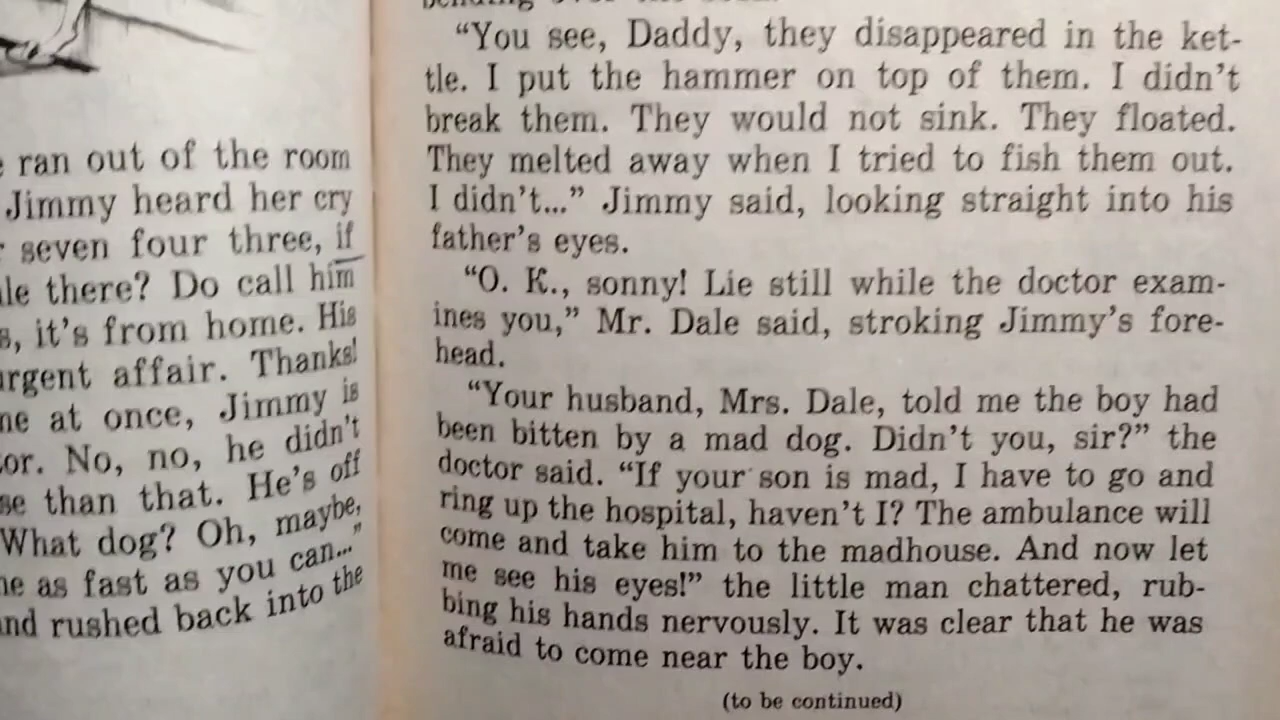 ran out of the room
Jimmy heard her cry
seven four three, if
there? Do call him
it's from home. His
affair. Thanks!
at once, Jimmy is
No, no, he didn't
than that. He's off
What dog? Oh, maybe,
as fast as you can..."
rushed back into the
"You see, Daddy, they disappeared in the ket-
tle. I put the hammer on top of them. I didn't
break them. They would not sink. They floated.
They melted away when I tried to fish them out.
I didn't..." Jimmy said, looking straight into his
father's eyes.
"O. K., sonny! Lie still while the doctor exam-
ines you," Mr. Dale said, stroking Jimmy's fore-
head.
"Your husband, Mrs. Dale, told me the boy had
been bitten by a mad dog. Didn't you, sir?" the
doctor said. "If your son is mad, I have to go and
ring up the hospital, haven't I? The ambulance will
come and take him to the madhouse. And now let
me see his eyes!" the little man chattered, rub-
bing his hands nervously. It was clear that he was
afraid to come near the boy.
(to be continued)